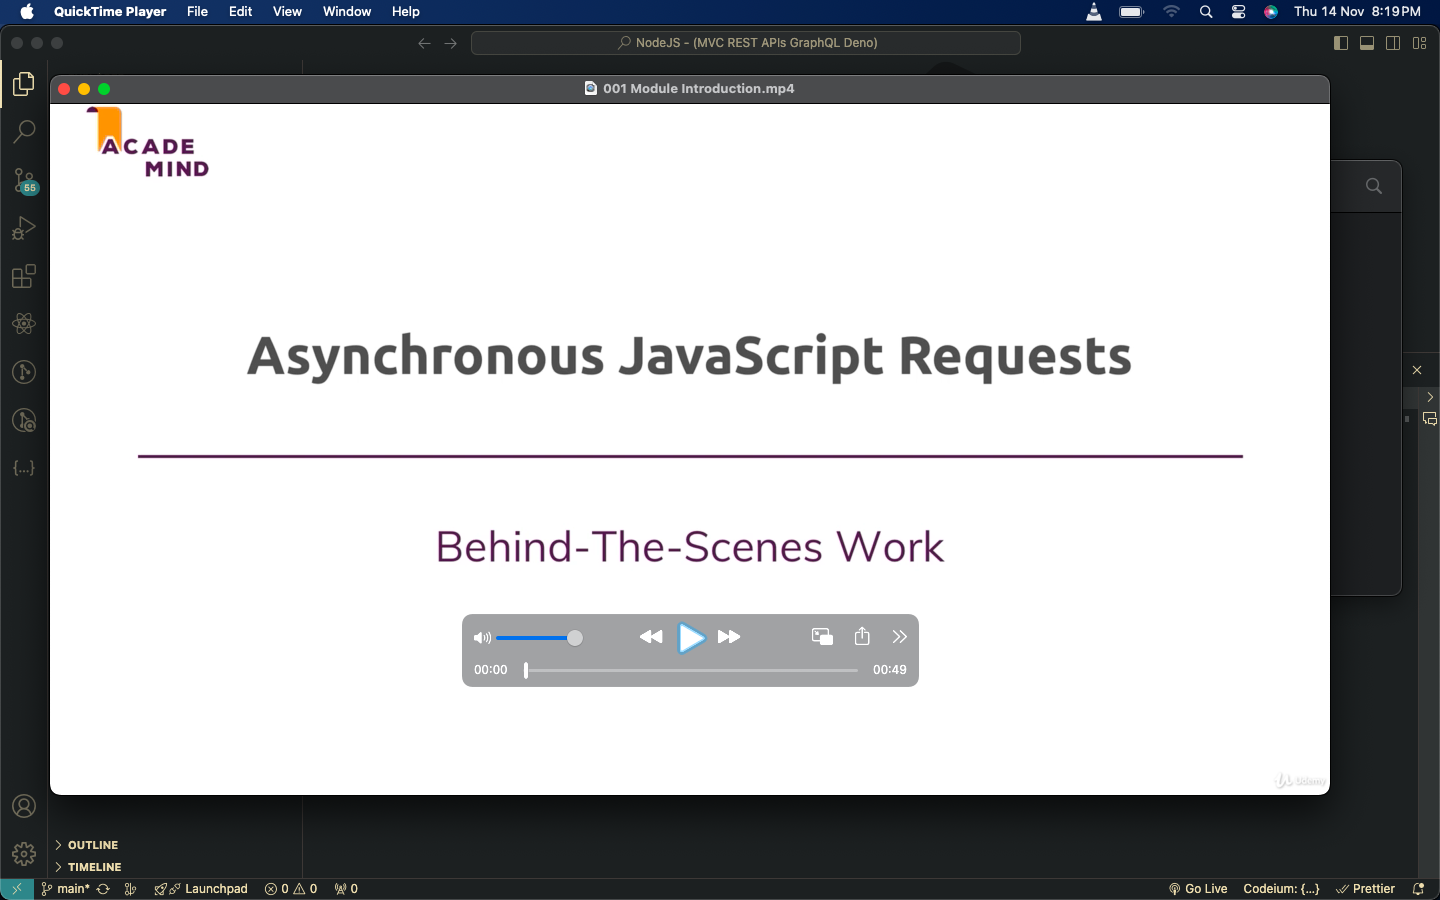 QuickTime Player File Edit View Window Help Thu 14 Nov 8:19 PM
NodeJS - (MVC REST APIs GraphQL Deno)
001 Module Introduction.mp4
ACADE
MIND
55
Asynchronous JavaScript Requests
Behind-The-Scenes Work
00:00 00:49
Udemy
OUTLINE
TIMELINE
main* Launchpad 0 0 0 Go Live Codeium: {...} Prettier